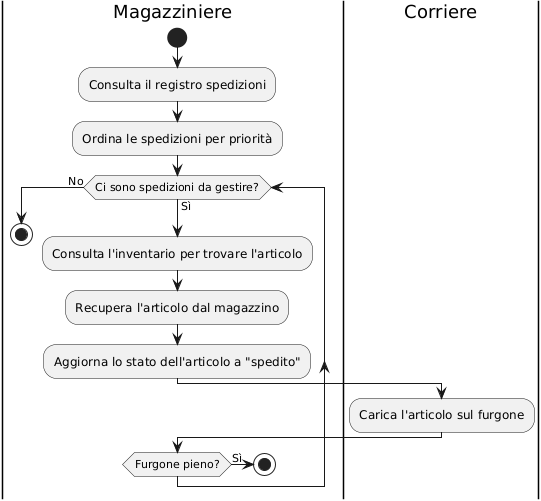 Magazziniere
Corriere
Consulta il registro spedizioni
Ordina le spedizioni per priorità
No
Ci sono spedizioni da gestire?
Sì
Consulta l'inventario per trovare l'articolo
Recupera l'articolo dal magazzino
Aggiorna lo stato dell'articolo a "spedito"
Carica l'articolo sul furgone
Furgone pieno?
Sì